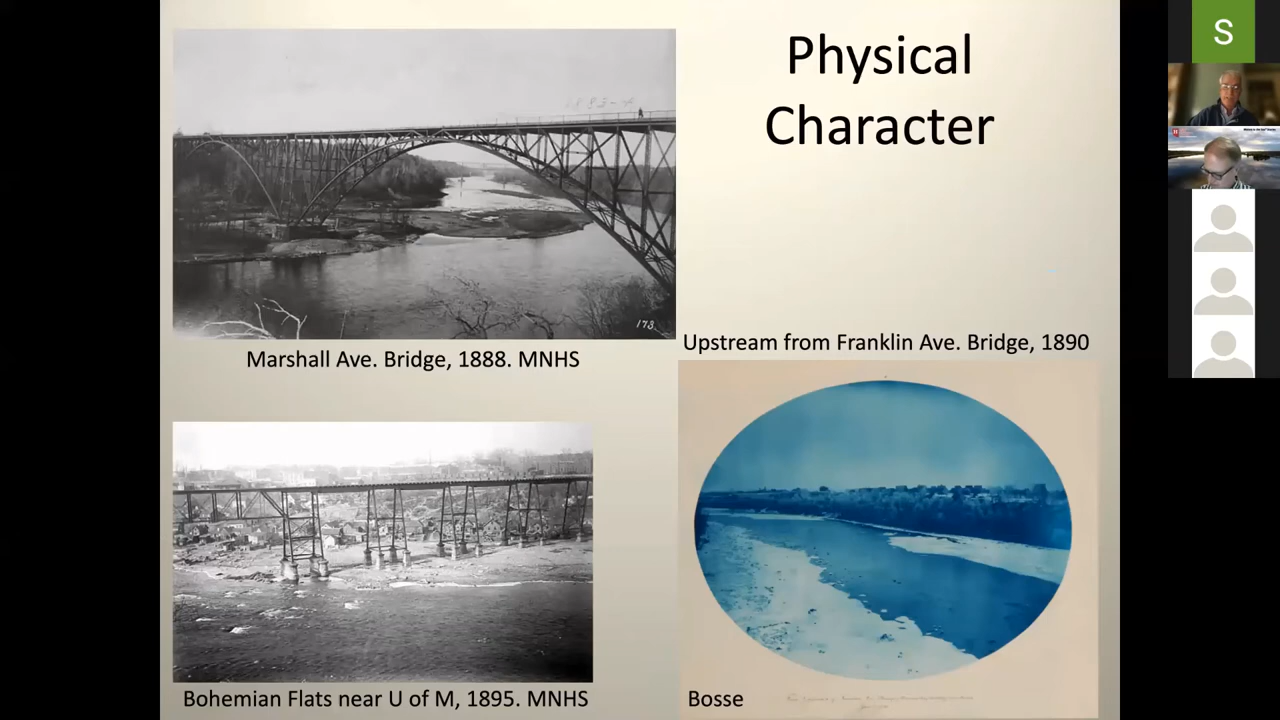 Physical
Character
173
Marshall Ave. Bridge, 1888. MNHS
Upstream from Franklin Ave. Bridge, 1890
Bohemian Flats near U of M, 1895. MNHS
Bosse
S